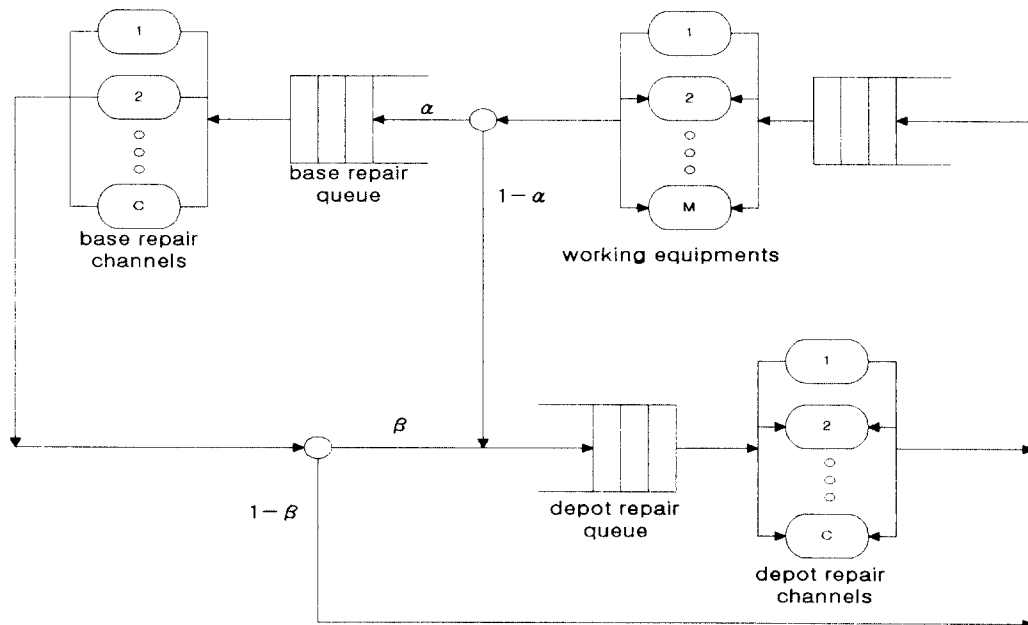 1
2
C
base repair
channels
base repair
queue
α
1-α
1
2
M
working equipments
β
1-β
depot repair
queue
1
2
C
depot repair
channels